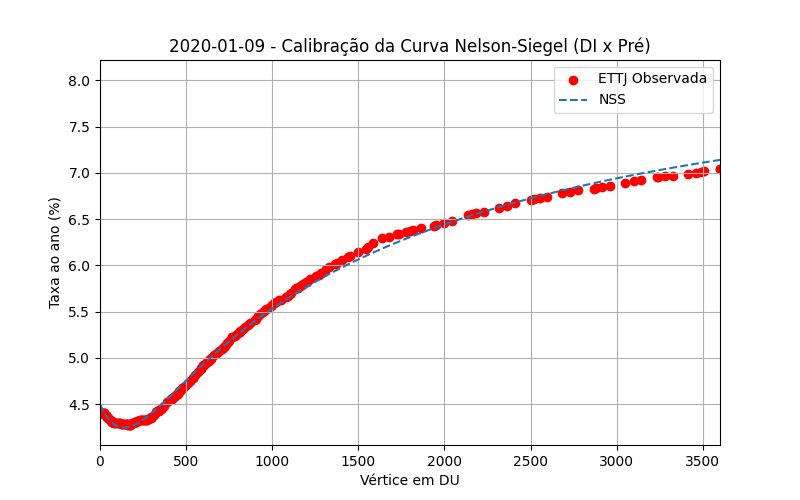 2020-01-09 - Calibração da Curva Nelson-Siegel (DI x Pré)
ETTJ Observada
NSS
Taxa ao ano (%)
8.0
7.5
7.0
6.5
6.0
5.5
5.0
4.5
0 500 1000 1500 2000 2500 3000 3500
Vértice em DU